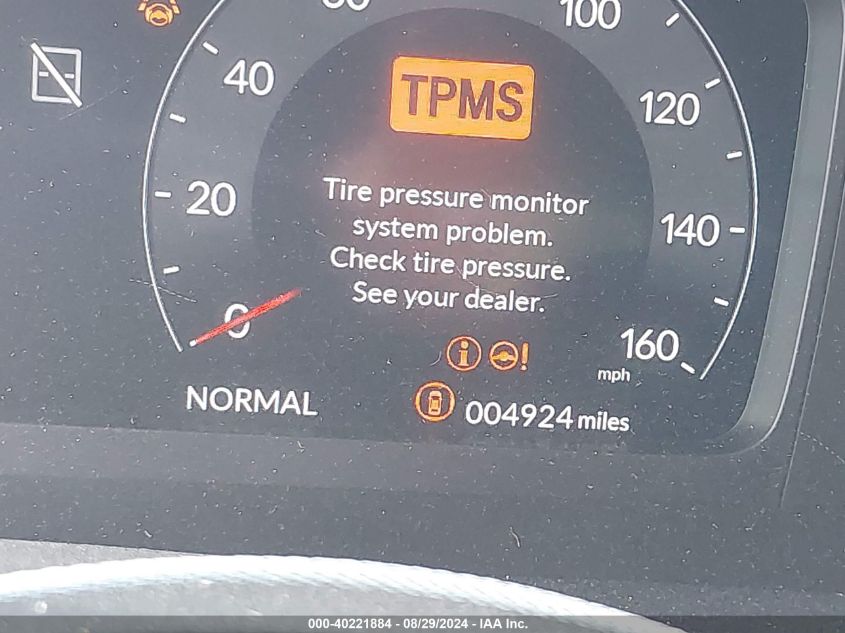 80
100
40
TPMS
120
20
Tire pressure monitor
system problem.
Check tire pressure.
See your dealer.
140
0
160
mph
NORMAL
004924 miles
000-40221884 - 08/29/2024 - IAA Inc.